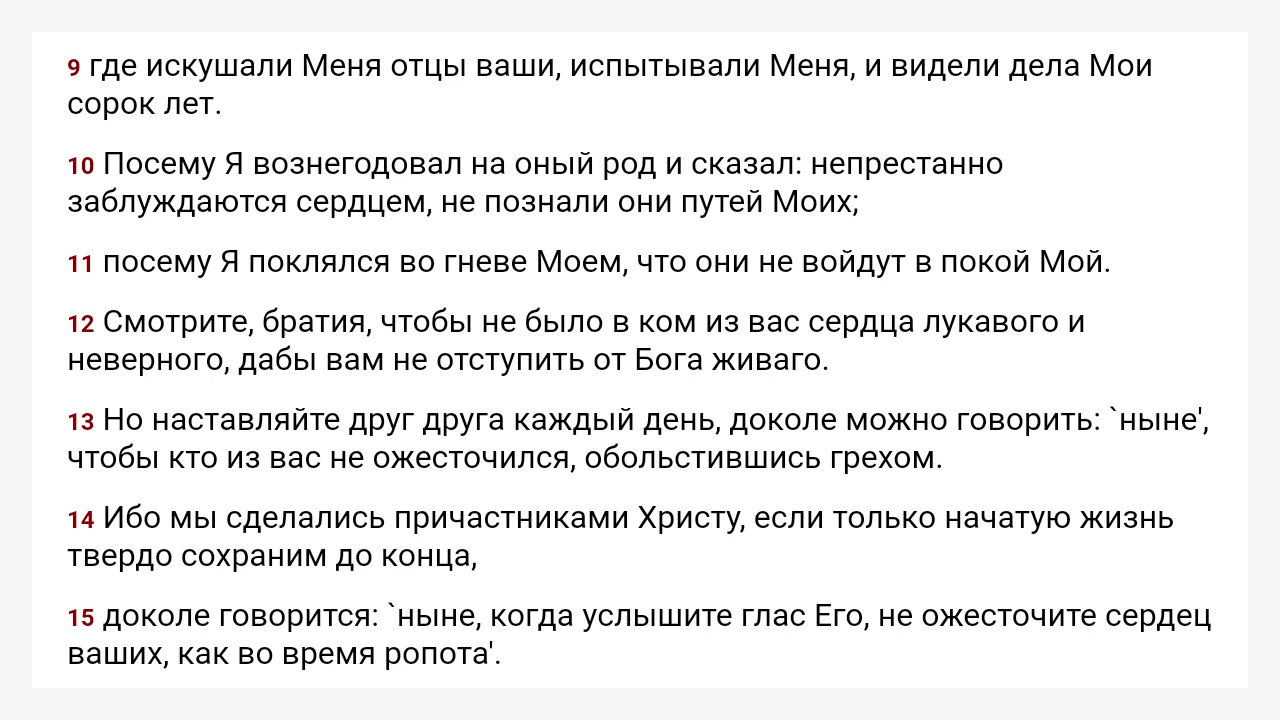 9 где искушали Меня отцы ваши, испытывали Меня, и видели дела Мои
сорок лет.
10 Посему Я вознегодовал на оный род и сказал: непрестанно
заблуждаются сердцем, не познали они путей Моих;
11 посему Я поклялся во гневе Моем, что они не войдут в покой Мой.
12 Смотрите, братия, чтобы не было в ком из вас сердца лукавого и
неверного, дабы вам не отступить от Бога живаго.
13 Но наставляйте друг друга каждый день, доколе можно говорить: `ныне',
чтобы кто из вас не ожесточился, обольстившись грехом.
14 Ибо мы сделались причастниками Христу, если только начатую жизнь
твердо сохраним до конца,
15 доколе говорится: `ныне, когда услышите глас Его, не ожесточите сердец
ваших, как во время ропота'.